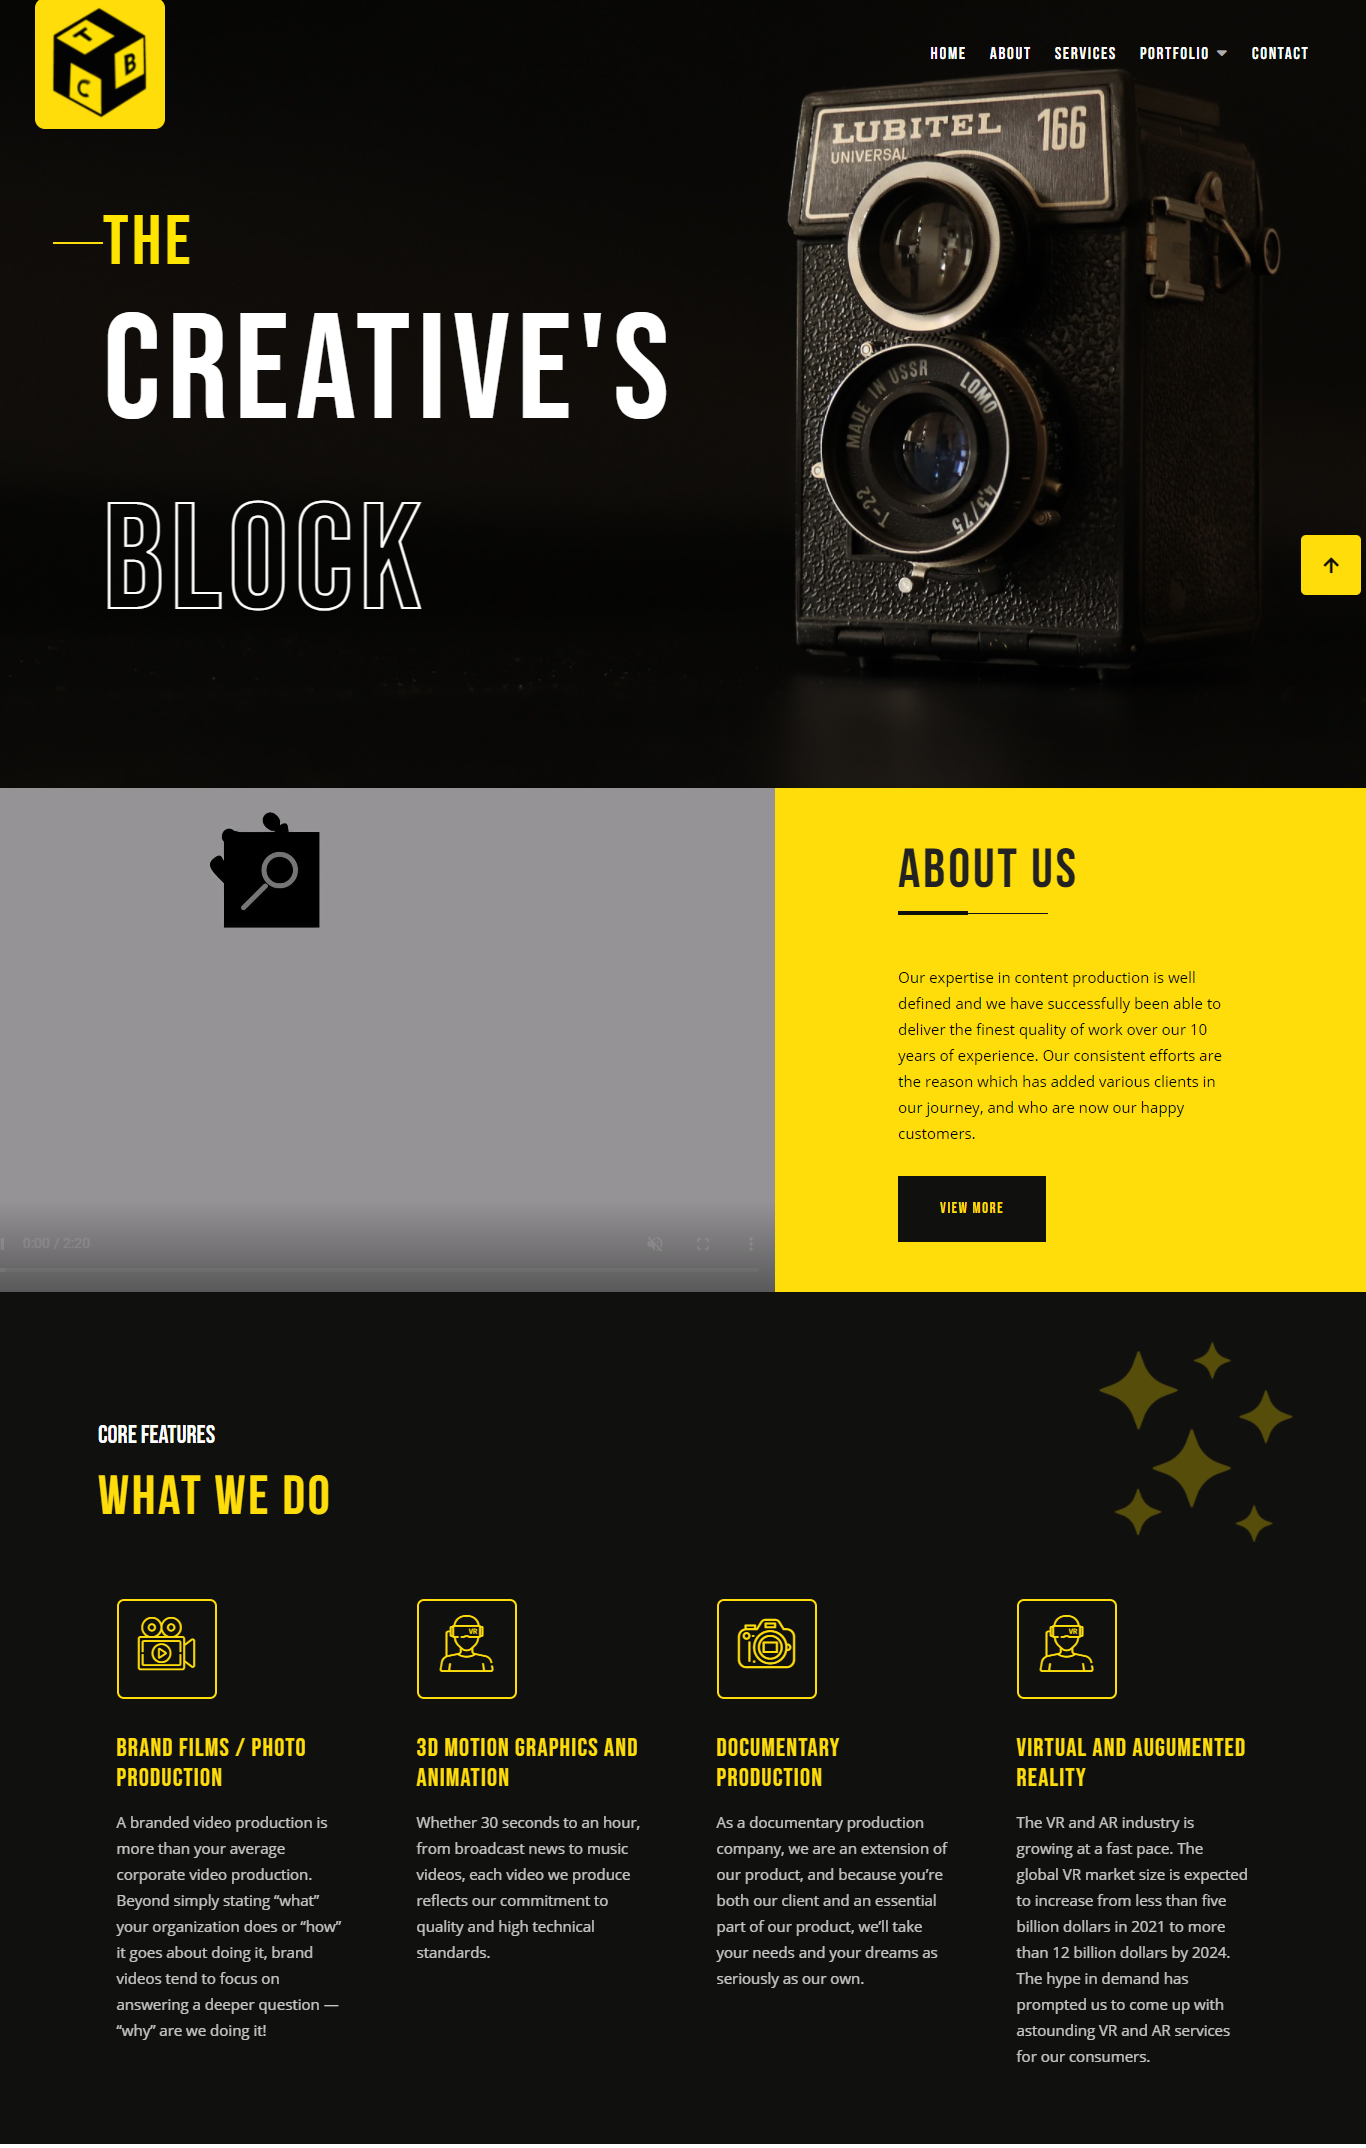 T
B
C
HOME ABOUT SERVICES PORTFOLIO CONTACT
LUBITEL 166
UNIVERSAL
THE
CREATIVE'S
MADE IN USSR LOMO
T-22 4,5/75
BLOCK
ABOUT US
Our expertise in content production is well
defined and we have successfully been able to
deliver the finest quality of work over our 10
years of experience. Our consistent efforts are
the reason which has added various clients in
our journey, and who are now our happy
customers.
VIEW MORE
0:00 / 2:20
CORE FEATURES
WHAT WE DO
VR
VR
BRAND FILMS / PHOTO
PRODUCTION
A branded video production is
more than your average
corporate video production.
Beyond simply stating “what”
your organization does or “how”
it goes about doing it, brand
videos tend to focus on
answering a deeper question —
“why” are we doing it!
3D MOTION GRAPHICS AND
ANIMATION
Whether 30 seconds to an hour,
from broadcast news to music
videos, each video we produce
reflects our commitment to
quality and high technical
standards.
DOCUMENTARY
PRODUCTION
As a documentary production
company, we are an extension of
our product, and because you’re
both our client and an essential
part of our product, we’ll take
your needs and your dreams as
seriously as our own.
VIRTUAL AND AUGUMENTED
REALITY
The VR and AR industry is
growing at a fast pace. The
global VR market size is expected
to increase from less than five
billion dollars in 2021 to more
than 12 billion dollars by 2024.
The hype in demand has
prompted us to come up with
astounding VR and AR services
for our consumers.